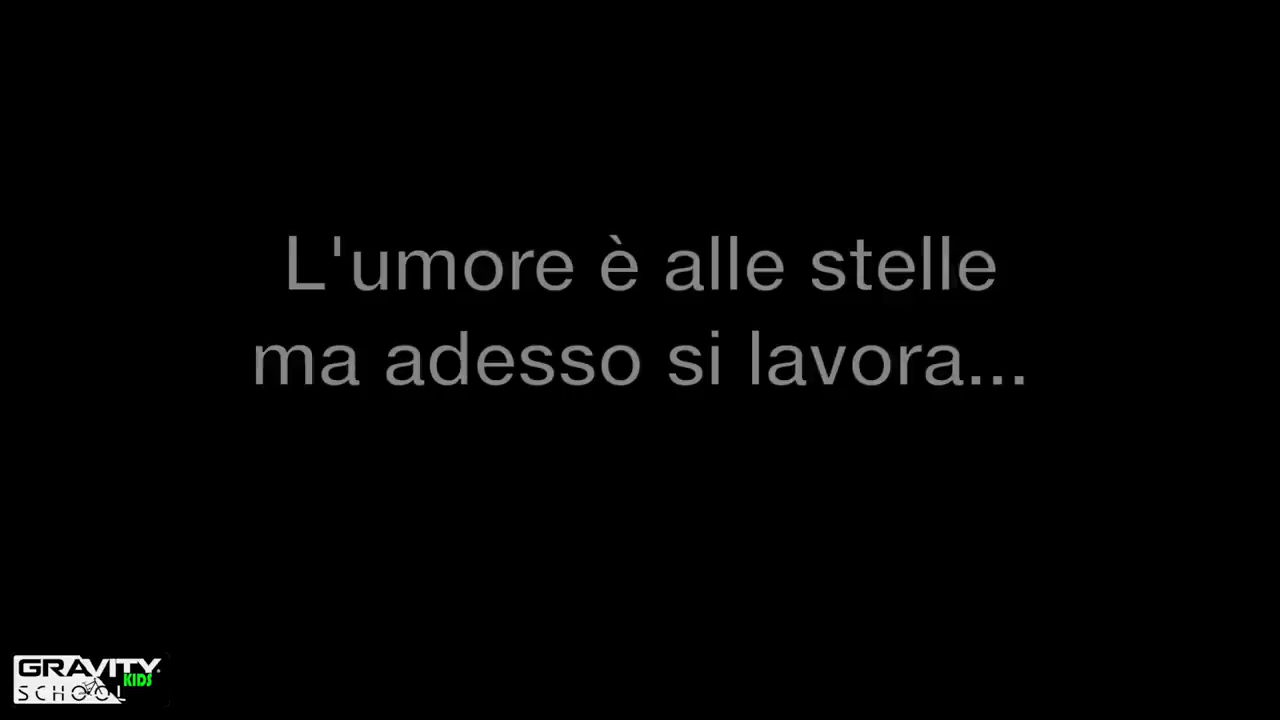 L'umore è alle stelle
ma adesso si lavora...
GRAVITY
KIDS
SCHOOL